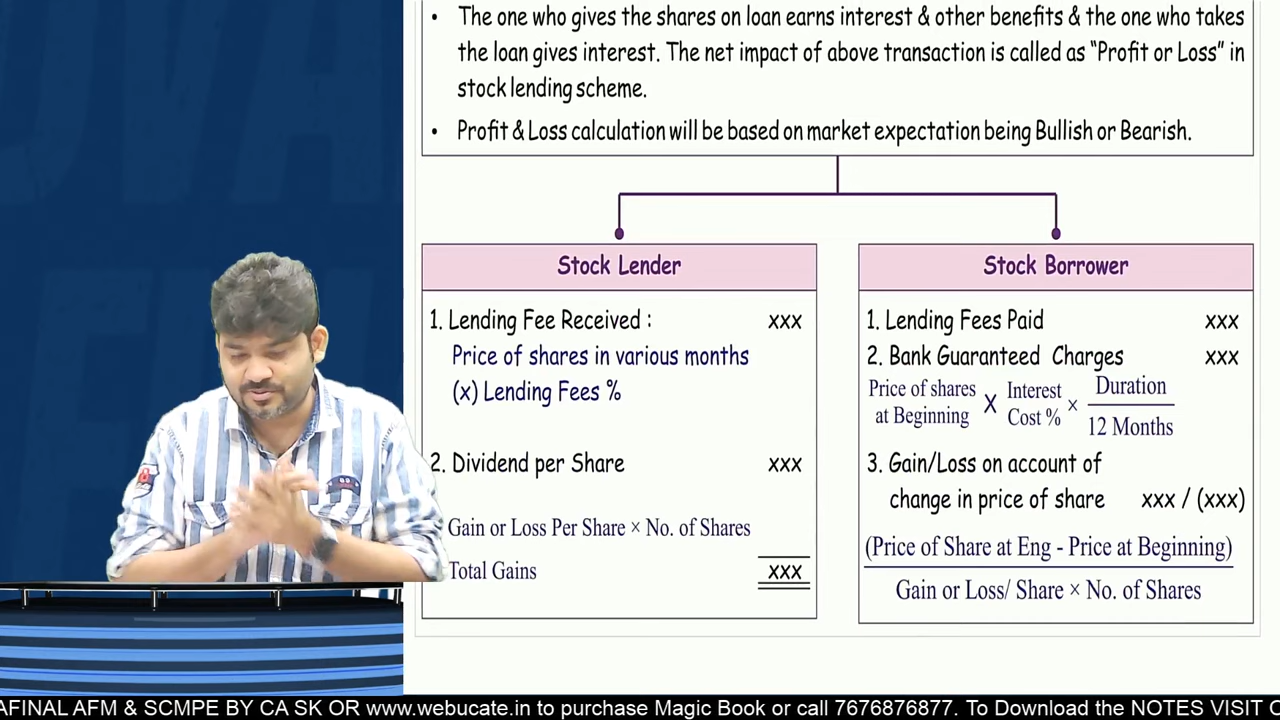 • The one who gives the shares on loan earns interest & other benefits & the one who takes
the loan gives interest. The net impact of above transaction is called as “Profit or Loss” in
stock lending scheme.
• Profit & Loss calculation will be based on market expectation being Bullish or Bearish.
Stock Lender
1. Lending Fee Received : xxx
Price of shares in various months
(x) Lending Fees %
2. Dividend per Share xxx
Gain or Loss Per Share × No. of Shares
Total Gains xxx
Stock Borrower
1. Lending Fees Paid xxx
2. Bank Guaranteed Charges xxx
Price of shares at Beginning X Interest Cost % × Duration / 12 Months
3. Gain/Loss on account of
change in price of share xxx / (xxx)
(Price of Share at Eng - Price at Beginning)
Gain or Loss/ Share × No. of Shares
AFINAL AFM & SCMPE BY CA SK OR www.webucate.in to purchase Magic Book or call 7676876877. To Download the NOTES VISIT